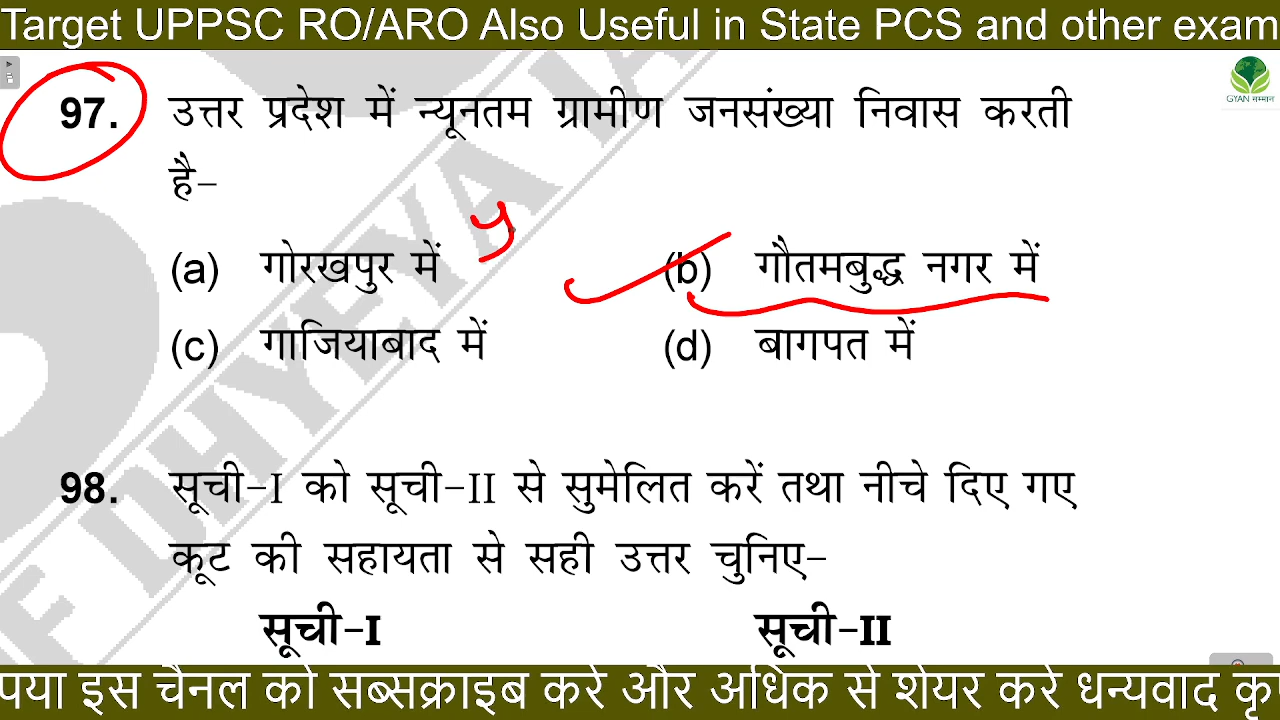 Target UPPSC RO/ARO Also Useful in State PCS and other exam
GYAN सम्मान
97. उत्तर प्रदेश में न्यूनतम ग्रामीण जनसंख्या निवास करती
है–
(a) गोरखपुर में (b) गौतमबुद्ध नगर में
(c) गाजियाबाद में (d) बागपत में
98. सूची-I को सूची-II से सुमेलित करें तथा नीचे दिए गए
कूट की सहायता से सही उत्तर चुनिए–
सूची-I सूची-II
पया इस चैनल को सब्सक्राइब करे और अधिक से शेयर करे धन्यवाद कृ